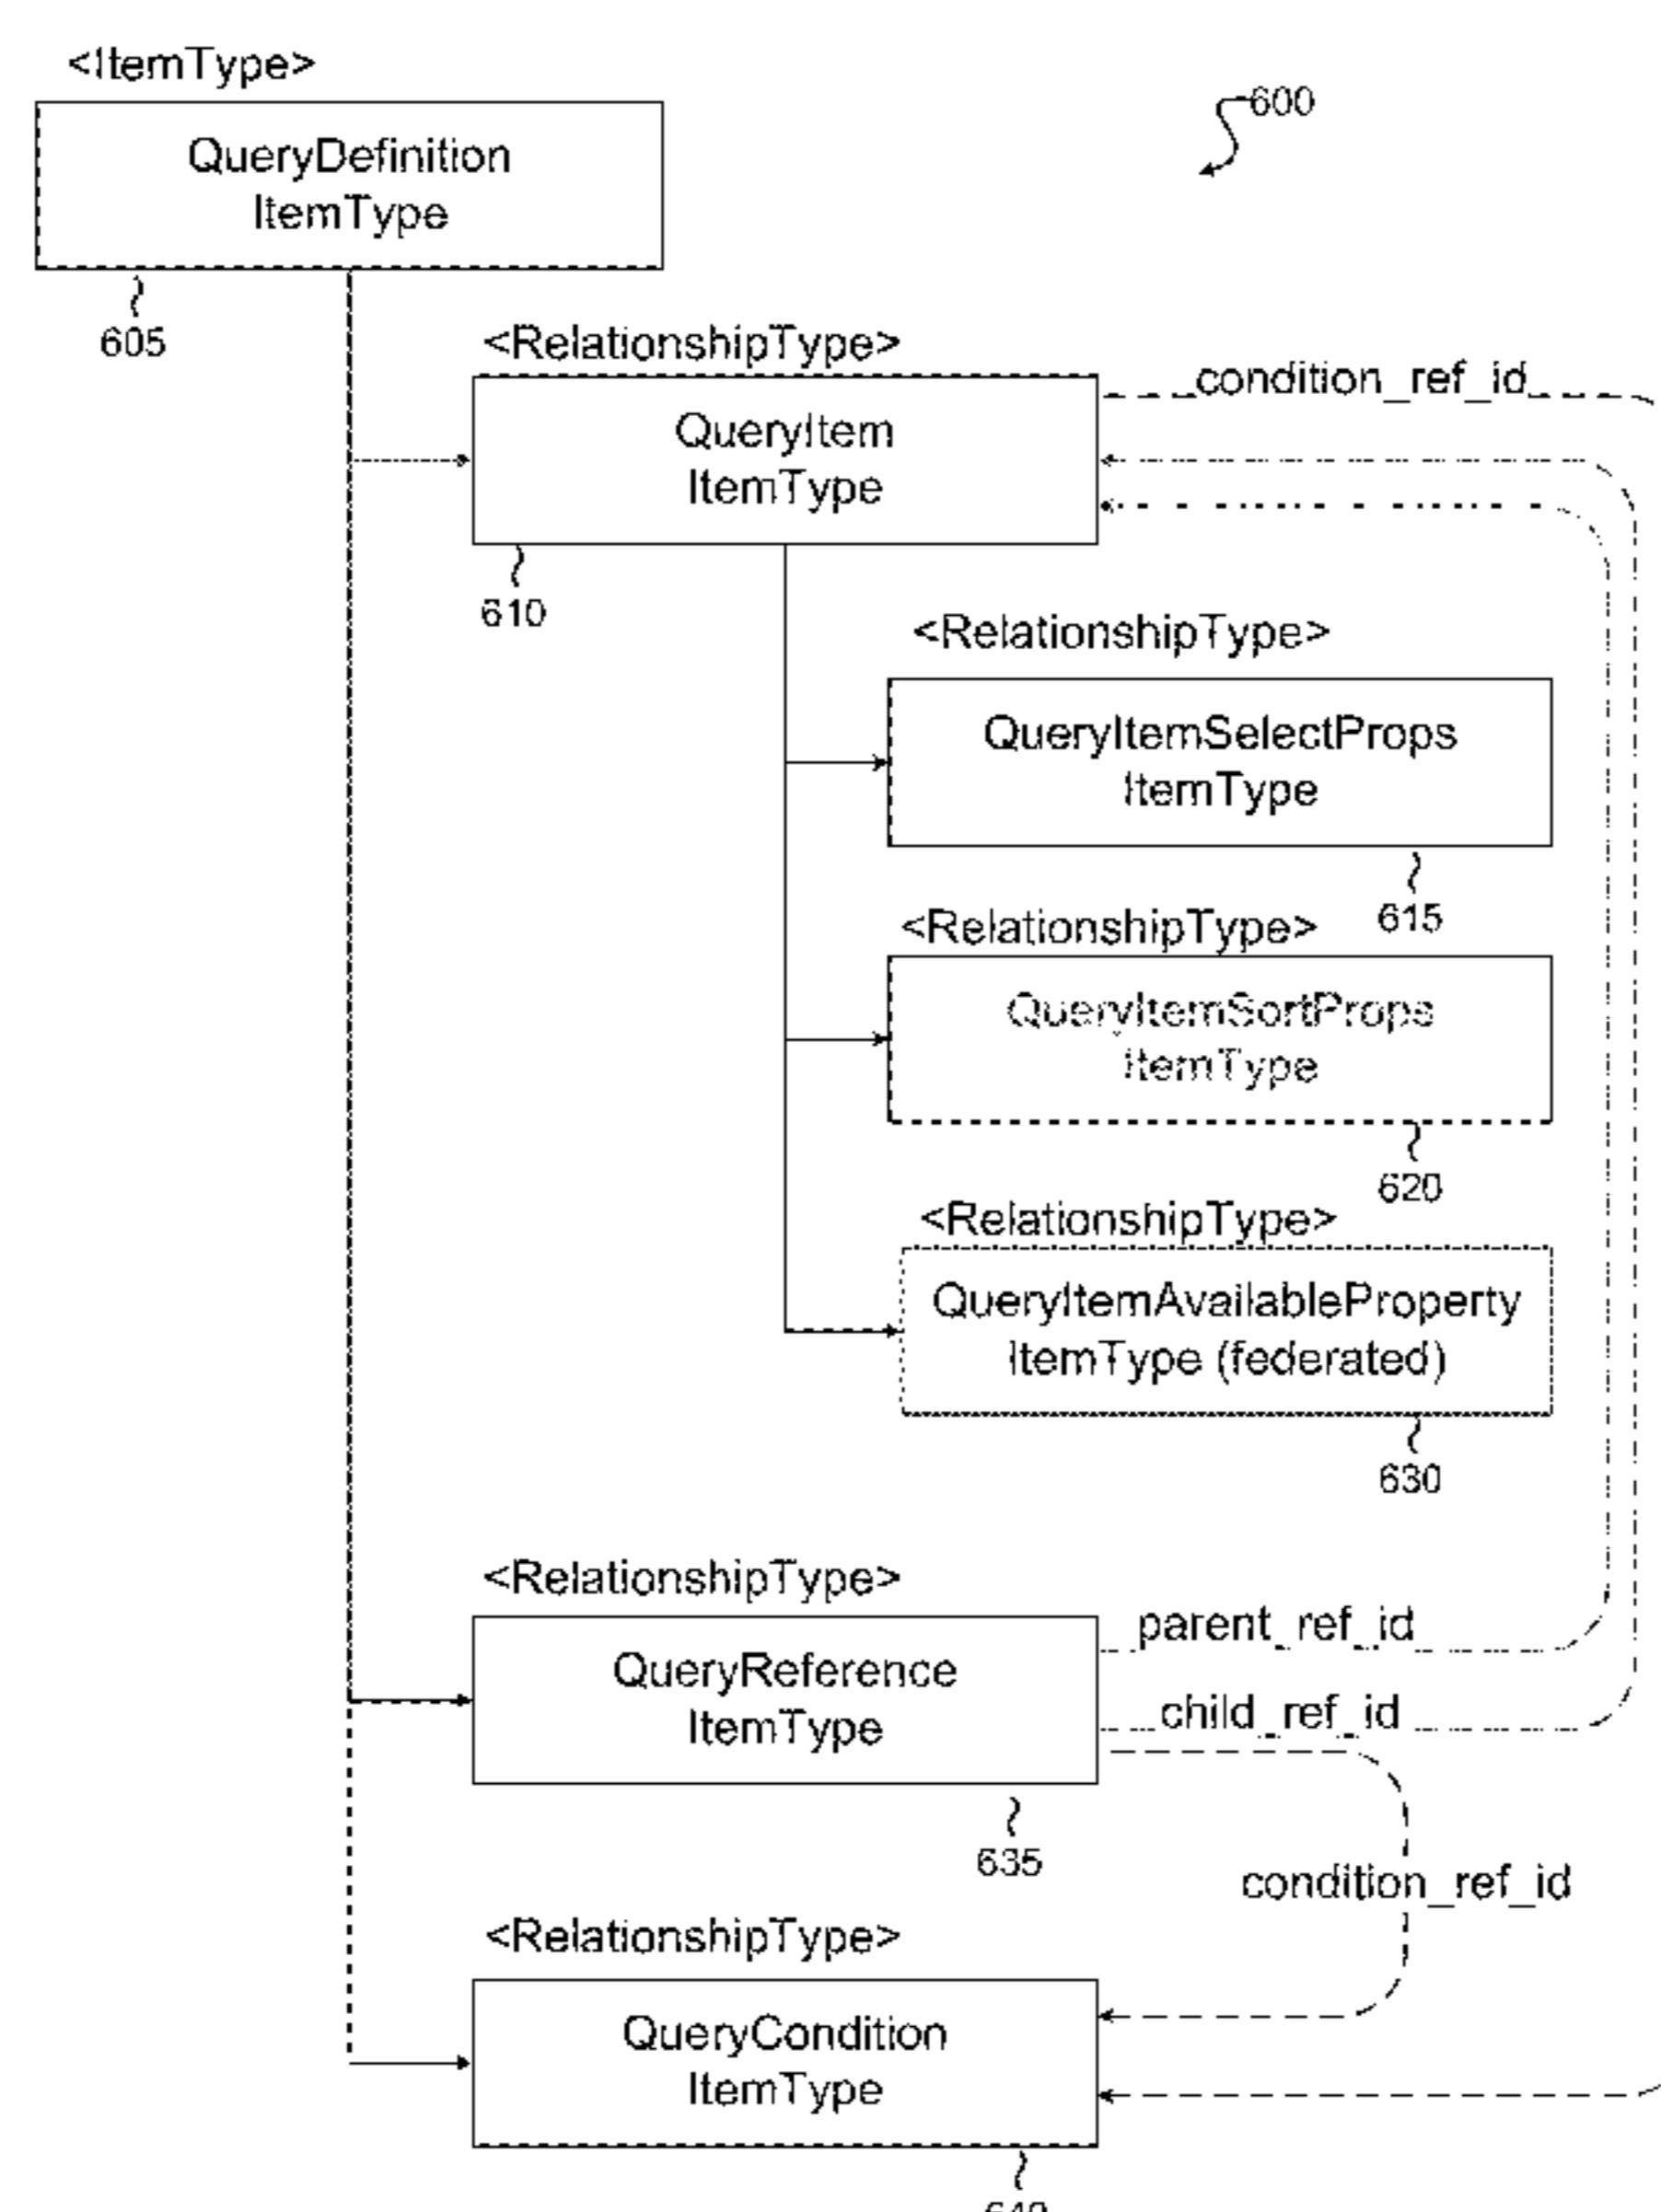 <ItemType>
600
QueryDefinition
ItemType
605
<RelationshipType>
condition_ref_id
QueryItem
ItemType
610
<RelationshipType>
QueryItemSelectProps
ItemType
615
<RelationshipType>
QueryItemSortProps
ItemType
620
<RelationshipType>
QueryItemAvailableProperty
ItemType (federated)
630
<RelationshipType>
parent_ref_id
QueryReference
ItemType
child_ref_id
635
condition_ref_id
<RelationshipType>
QueryCondition
ItemType